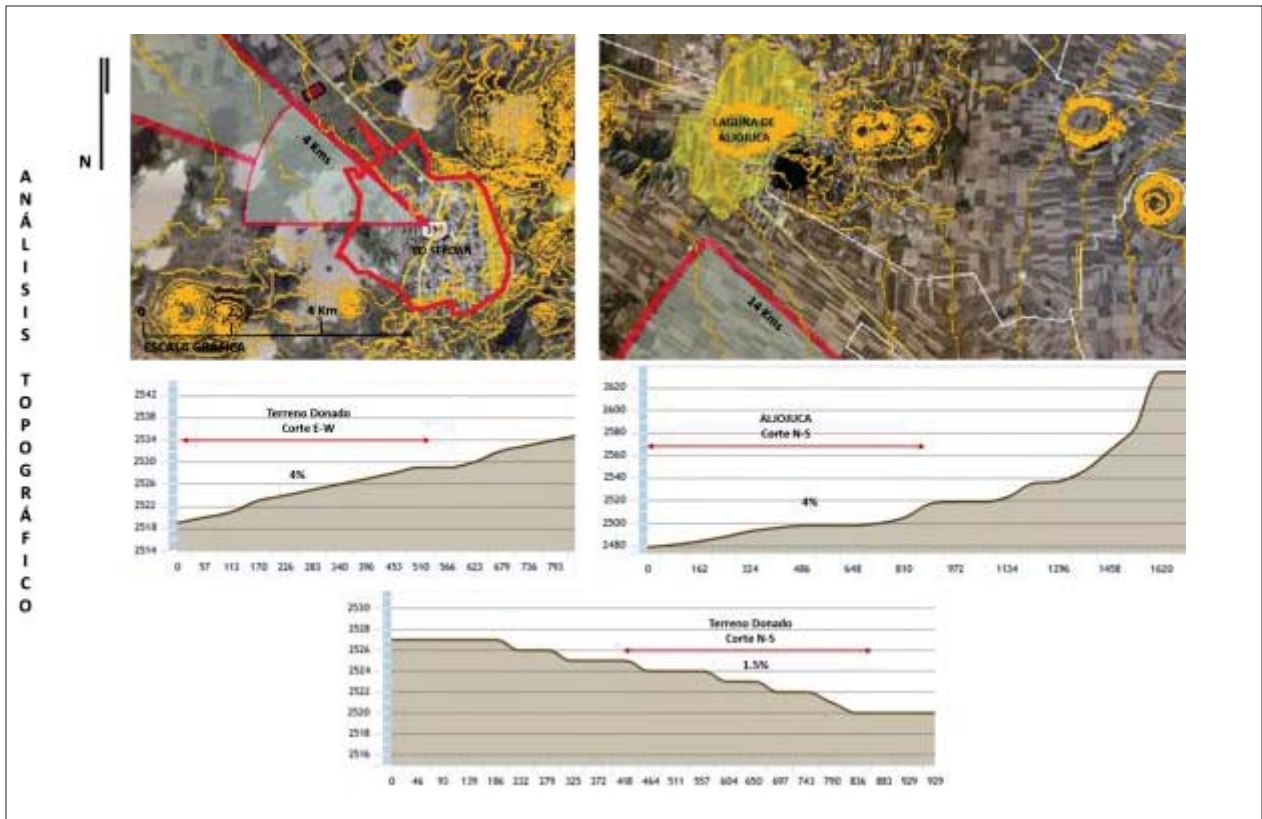 ANÁLISIS TOPOGRÁFICO
N
4 Kms
4 Km
ESCALA GRÁFICA
LAGUNA DE
ALIOJUCA
14 Kms
2542
2538
2534
2530
2526
2522
2518
2514
Terreno Donado
Corte E-W
4%
0 57 113 170 226 283 340 396 453 510 566 623 679 736 793
2620
2600
2580
2560
2540
2520
2500
2480
ALIOJUCA
Corte N-S
4%
0 162 324 486 648 810 972 1134 1296 1458 1620
2530
2528
2526
2524
2522
2520
2518
2516
Terreno Donado
Corte N-S
1.5%
0 46 93 139 186 232 279 325 372 418 464 511 557 604 650 697 743 790 836 883 929 929